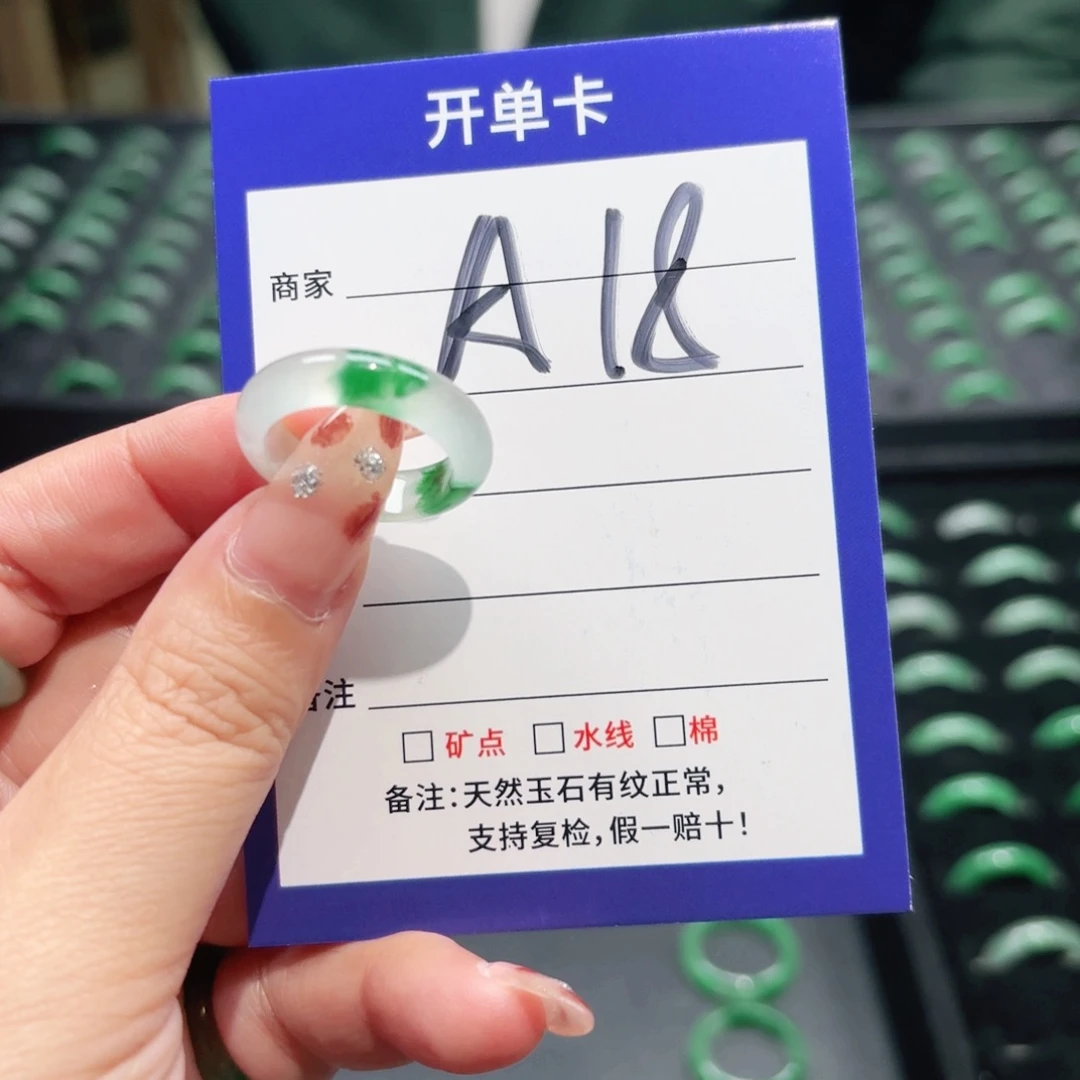 开单卡
商家 A18
注
□ 矿点 □ 水线 □棉
备注:天然玉石有纹正常,
支持复检,假一赔十!